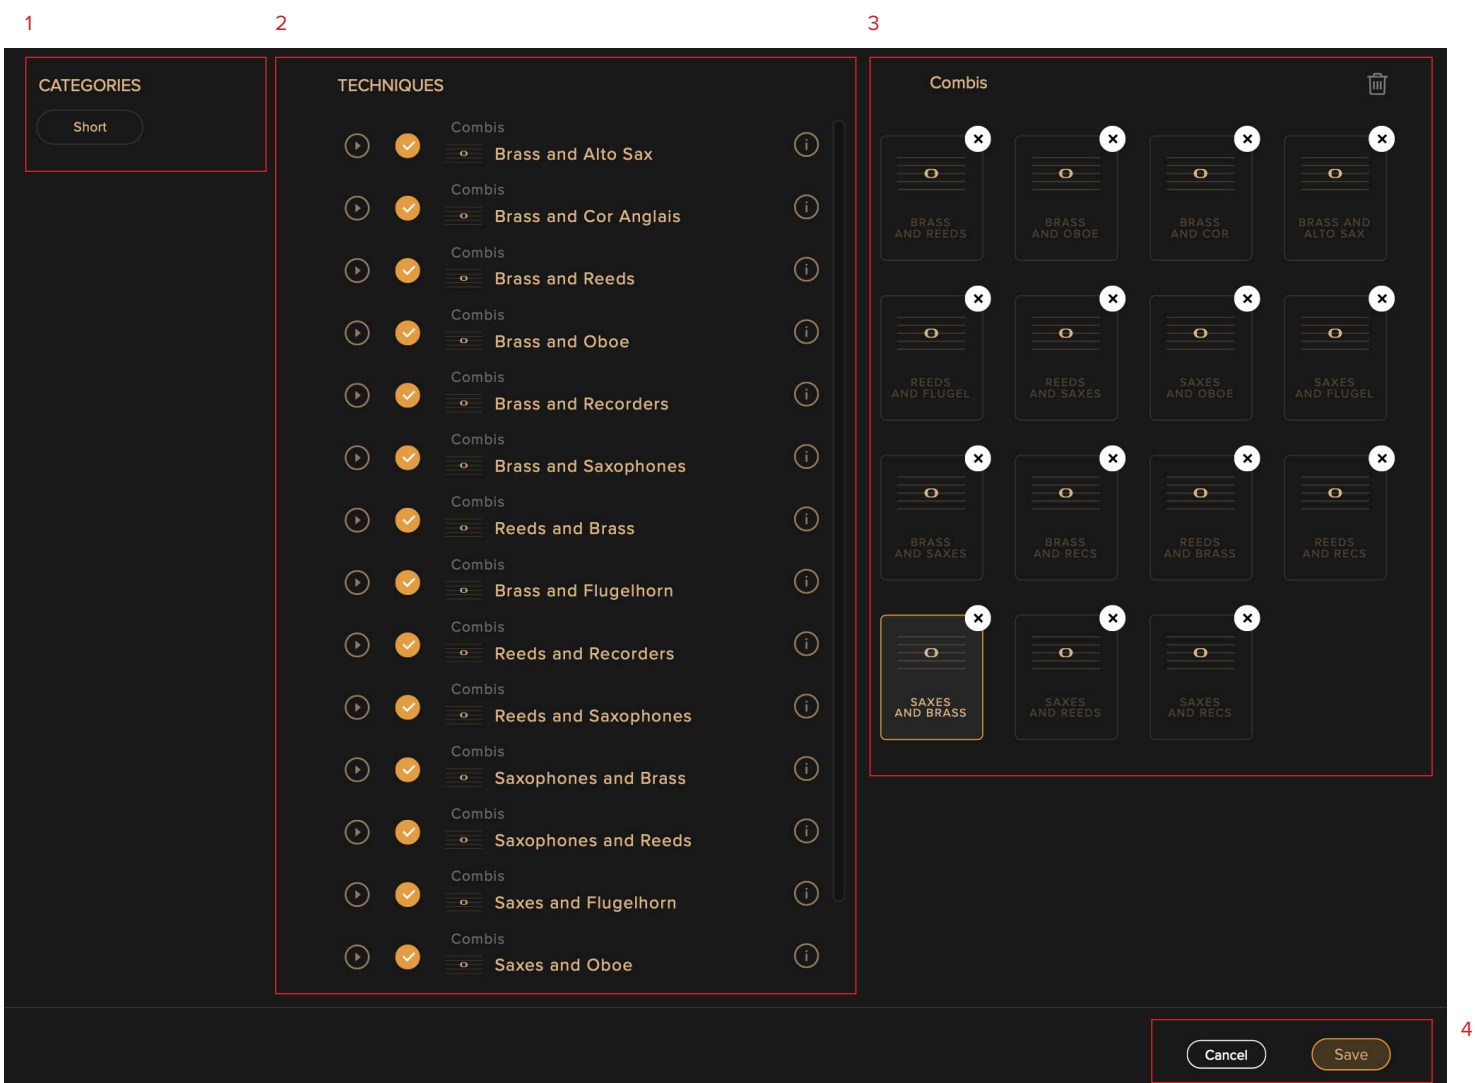 1
2
3
CATEGORIES
Short
TECHNIQUES
Combis
Brass and Alto Sax
Combis
Brass and Cor Anglais
Combis
Brass and Reeds
Combis
Brass and Oboe
Combis
Brass and Recorders
Combis
Brass and Saxophones
Combis
Reeds and Brass
Combis
Brass and Flugelhorn
Combis
Reeds and Recorders
Combis
Reeds and Saxophones
Combis
Saxophones and Brass
Combis
Saxophones and Reeds
Combis
Saxes and Flugelhorn
Combis
Saxes and Oboe
Combis
BRASS
AND REEDS
BRASS
AND OBOE
BRASS
AND COR
BRASS AND
ALTO SAX
REEDS
AND FLUGEL
REEDS
AND SAXES
SAXES
AND OBOE
SAXES
AND FLUGEL
BRASS
AND SAXES
BRASS
AND RECS
REEDS
AND BRASS
REEDS
AND RECS
SAXES
AND BRASS
SAXES
AND REEDS
SAXES
AND RECS
4
Cancel
Save